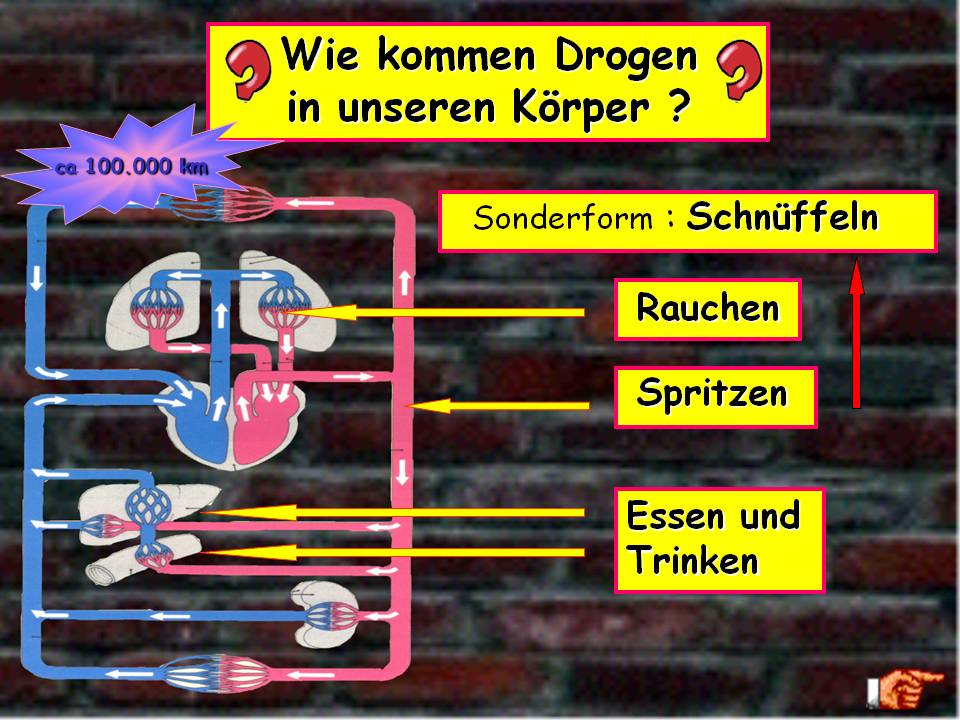 Wie kommen Drogen
in unseren Körper ?
ca 100.000 km
Sonderform : Schnüffeln
Rauchen
Spritzen
Essen und
Trinken